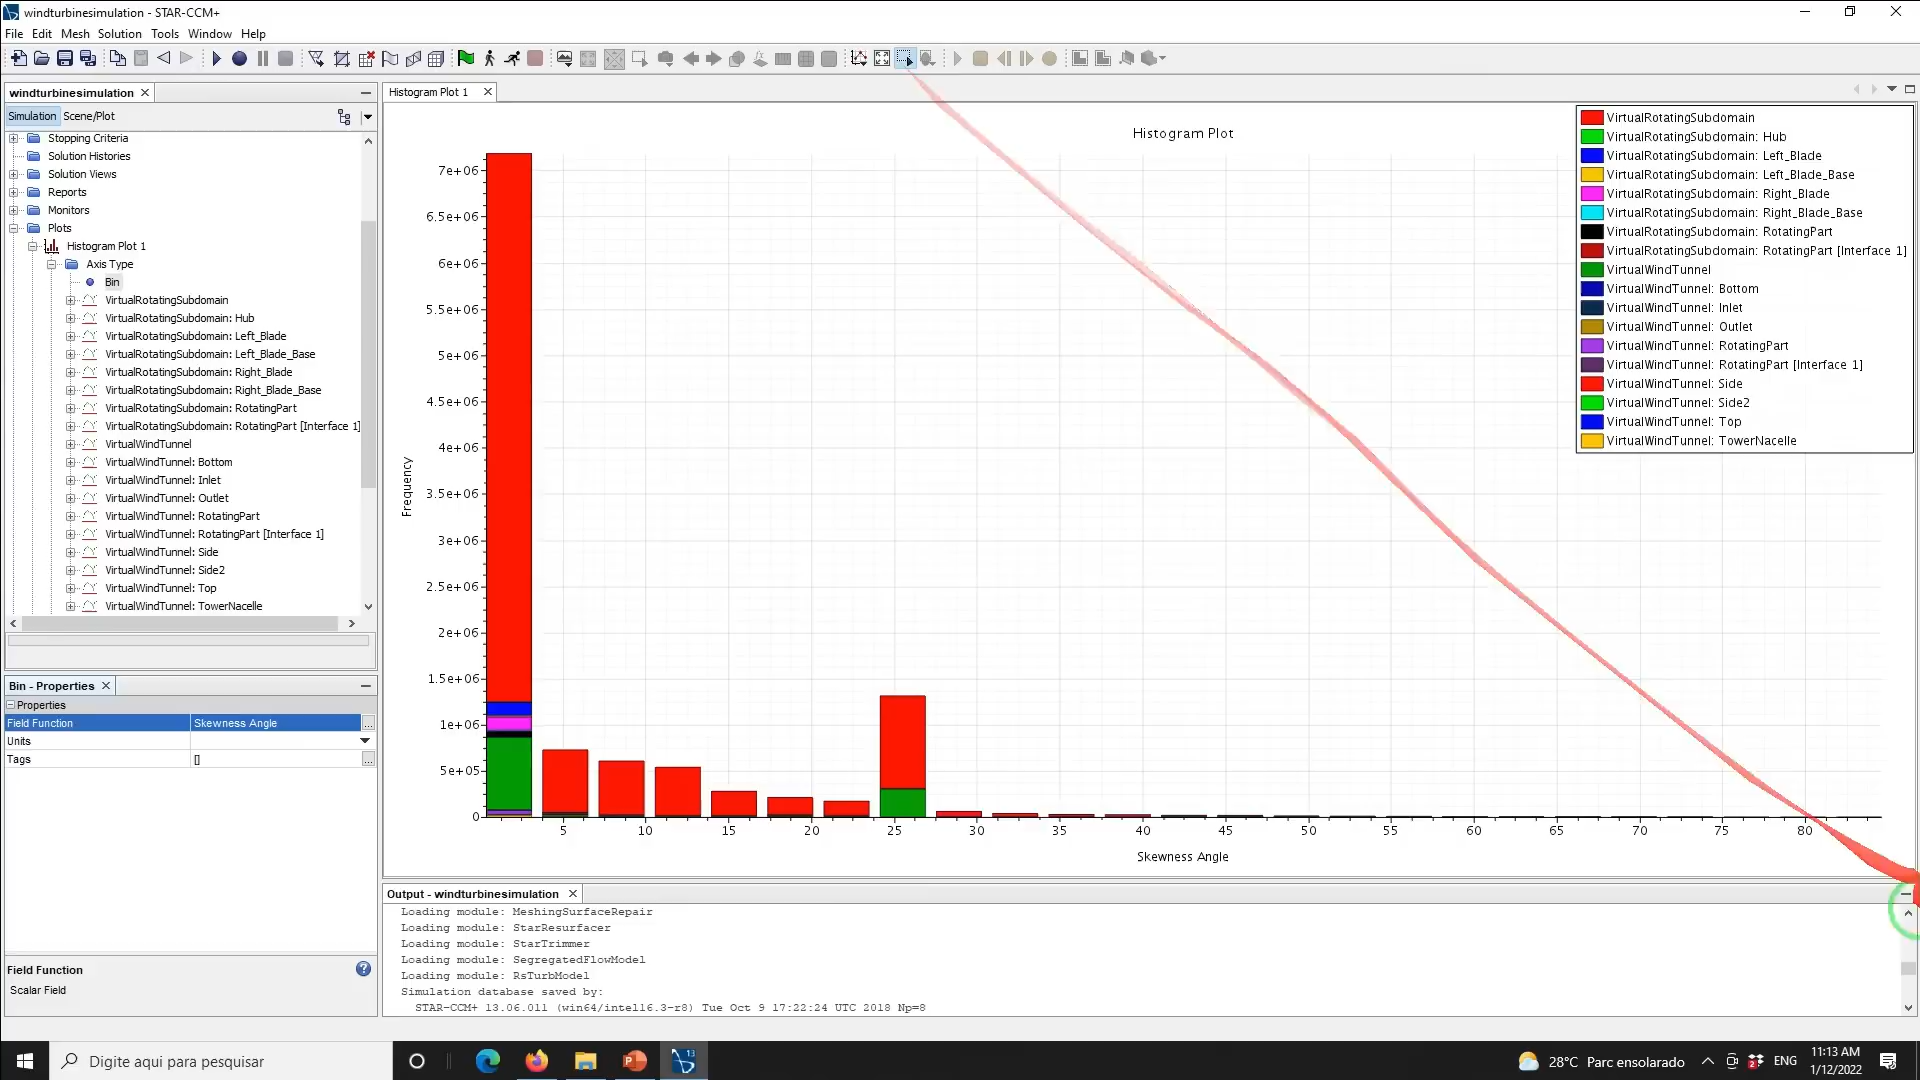 windturbinesimulation - STAR-CCM+
File Edit Mesh Solution Tools Window Help
windturbinesimulation
Simulation Scene/Plot
Stopping Criteria
Solution Histories
Solution Views
Reports
Monitors
Plots
Histogram Plot 1
Axis Type
Bin
VirtualRotatingSubdomain
VirtualRotatingSubdomain: Hub
VirtualRotatingSubdomain: Left_Blade
VirtualRotatingSubdomain: Left_Blade_Base
VirtualRotatingSubdomain: Right_Blade
VirtualRotatingSubdomain: Right_Blade_Base
VirtualRotatingSubdomain: RotatingPart
VirtualRotatingSubdomain: RotatingPart [Interface 1]
VirtualWindTunnel
VirtualWindTunnel: Bottom
VirtualWindTunnel: Inlet
VirtualWindTunnel: Outlet
VirtualWindTunnel: RotatingPart
VirtualWindTunnel: RotatingPart [Interface 1]
VirtualWindTunnel: Side
VirtualWindTunnel: Side2
VirtualWindTunnel: Top
VirtualWindTunnel: TowerNacelle
Bin - Properties
Properties
Field Function Skewness Angle
Units
Tags []
Field Function
Scalar Field
Histogram Plot 1
Histogram Plot
7e+06
6.5e+06
6e+06
5.5e+06
5e+06
4.5e+06
4e+06
3.5e+06
3e+06
2.5e+06
2e+06
1.5e+06
1e+06
5e+05
0
Frequency
5 10 15 20 25 30 35 40 45 50 55 60 65 70 75 80
Skewness Angle
VirtualRotatingSubdomain
VirtualRotatingSubdomain: Hub
VirtualRotatingSubdomain: Left_Blade
VirtualRotatingSubdomain: Left_Blade_Base
VirtualRotatingSubdomain: Right_Blade
VirtualRotatingSubdomain: Right_Blade_Base
VirtualRotatingSubdomain: RotatingPart
VirtualRotatingSubdomain: RotatingPart [Interface 1]
VirtualWindTunnel
VirtualWindTunnel: Bottom
VirtualWindTunnel: Inlet
VirtualWindTunnel: Outlet
VirtualWindTunnel: RotatingPart
VirtualWindTunnel: RotatingPart [Interface 1]
VirtualWindTunnel: Side
VirtualWindTunnel: Side2
VirtualWindTunnel: Top
VirtualWindTunnel: TowerNacelle
Output - windturbinesimulation
Loading module: MeshingSurfaceRepair
Loading module: StarResurfacer
Loading module: StarTrimmer
Loading module: SegregatedFlowModel
Loading module: RsTurbModel
Simulation database saved by:
STAR-CCM+ 13.06.011 (win64/intel16.3-r8) Tue Oct 9 17:22:24 UTC 2018 Np=8
Digite aqui para pesquisar
13
28°C Parc ensolarado
ENG
11:13 AM
1/12/2022